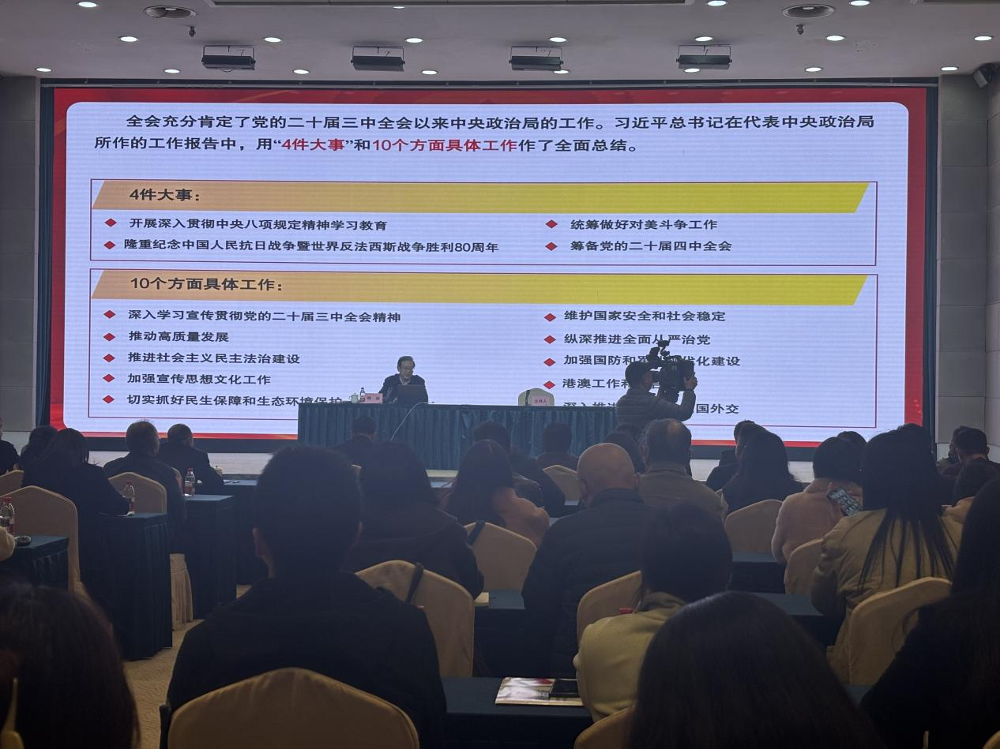 全会充分肯定了党的二十届三中全会以来中央政治局的工作。习近平总书记在代表中央政治局
所作的工作报告中，用“4件大事”和10个方面具体工作作了全面总结。
4件大事：
开展深入贯彻中央八项规定精神学习教育
统筹做好对美斗争工作
隆重纪念中国人民抗日战争暨世界反法西斯战争胜利80周年
筹备党的二十届四中全会
10个方面具体工作：
深入学习宣传贯彻党的二十届三中全会精神
维护国家安全和社会稳定
推动高质量发展
纵深推进全面从严治党
推进社会主义民主法治建设
加强国防和 代化建设
加强宣传思想文化工作
港澳工作和
切实抓好民生保障和生态环境保护
深入推 国外交
主持人